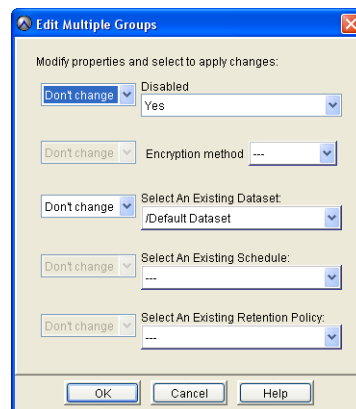 Edit Multiple Groups
Modify properties and select to apply changes:
Don't change
Disabled
Yes
Don't change
Encryption method
---
Don't change
Select An Existing Dataset:
/Default Dataset
Don't change
Select An Existing Schedule:
---
Don't change
Select An Existing Retention Policy:
---
OK
Cancel
Help